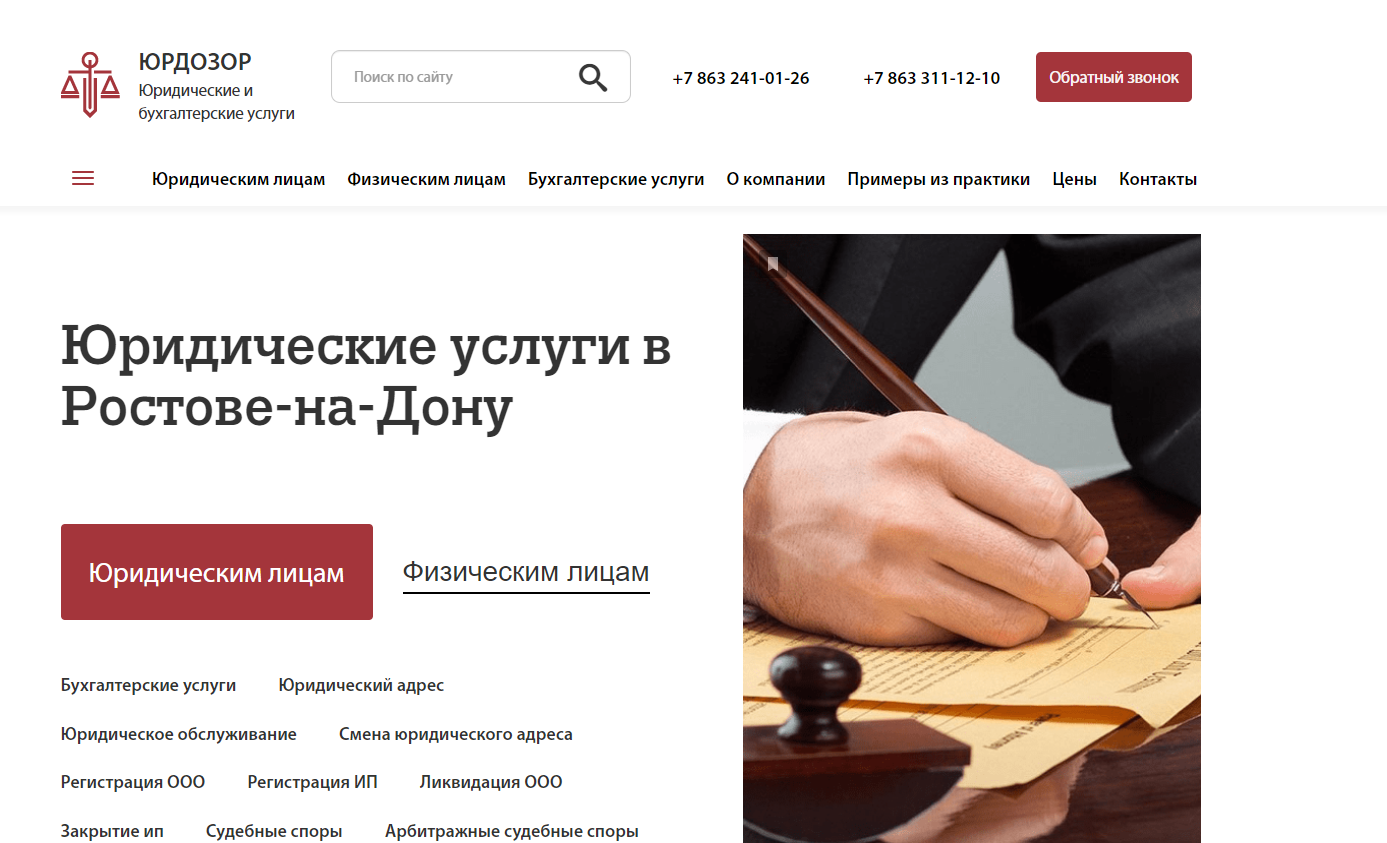 ЮРДОЗОР
Юридические и
бухгалтерские услуги
Поиск по сайту
+7 863 241-01-26
+7 863 311-12-10
Обратный звонок
Юридическим лицам Физическим лицам Бухгалтерские услуги О компании Примеры из практики Цены Контакты
Юридические услуги в
Ростове-на-Дону
Юридическим лицам
Физическим лицам
Бухгалтерские услуги Юридический адрес
Юридическое обслуживание Смена юридического адреса
Регистрация ООО Регистрация ИП Ликвидация ООО
Закрытие ип Судебные споры Арбитражные судебные споры